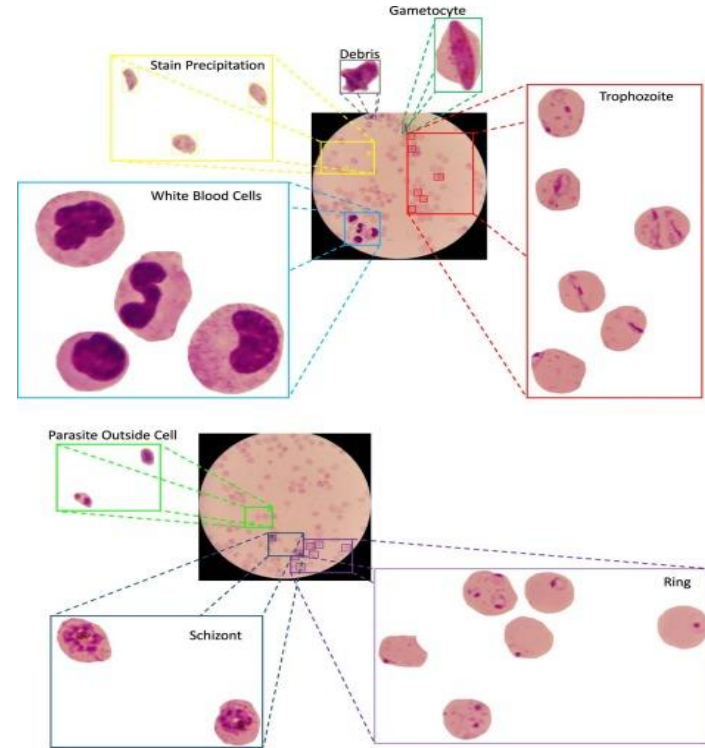 Gametocyte
Debris
Stain Precipitation
Trophozoite
White Blood Cells
Parasite Outside Cell
Ring
Schizont